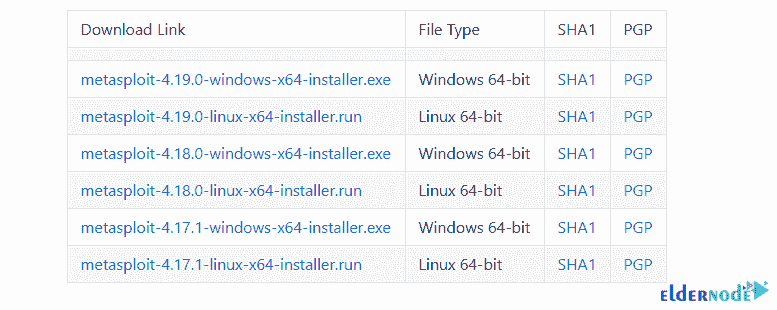 Download Link File Type SHA1 PGP
metasploit-4.19.0-windows-x64-installer.exe Windows 64-bit SHA1 PGP
metasploit-4.19.0-linux-x64-installer.run Linux 64-bit SHA1 PGP
metasploit-4.18.0-windows-x64-installer.exe Windows 64-bit SHA1 PGP
metasploit-4.18.0-linux-x64-installer.run Linux 64-bit SHA1 PGP
metasploit-4.17.1-windows-x64-installer.exe Windows 64-bit SHA1 PGP
metasploit-4.17.1-linux-x64-installer.run Linux 64-bit SHA1 PGP
ELDERNODE